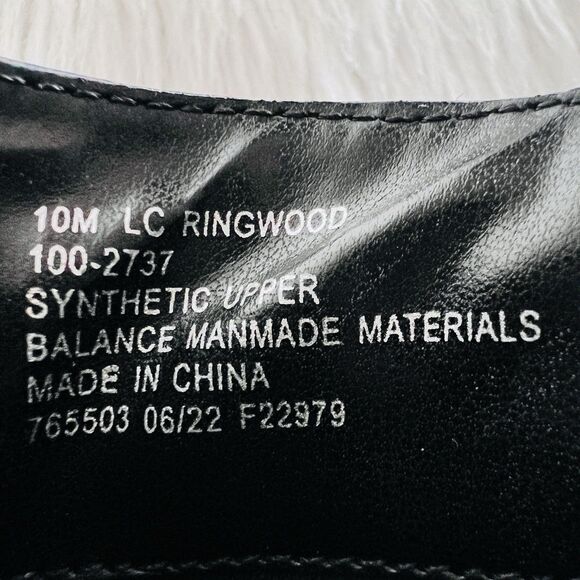 10M LC RINGWOOD
100-2737
SYNTHETIC UPPER
BALANCE MANMADE MATERIALS
MADE IN CHINA
765503 06/22 F22979